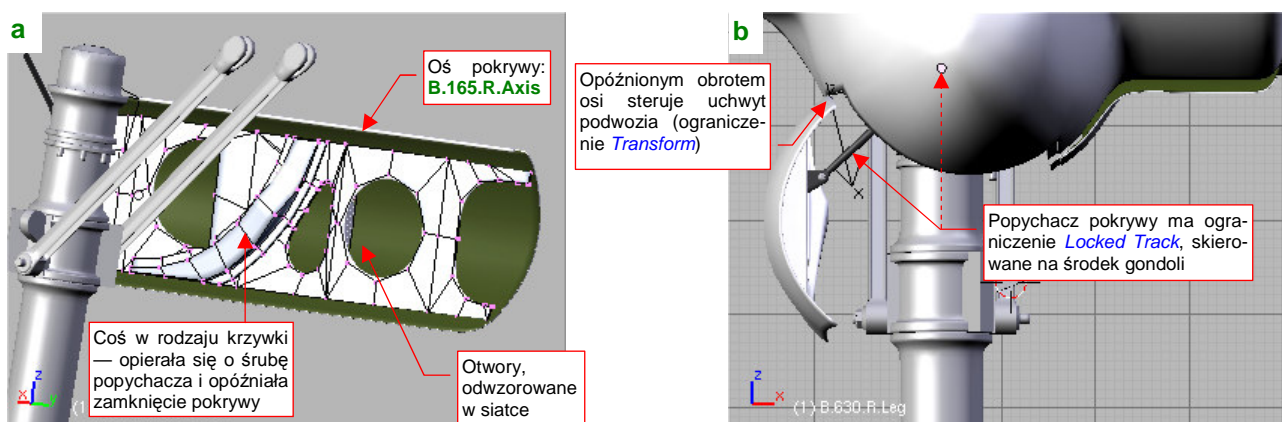 a
Oś pokrywy:
B.165.R.Axis
Coś w rodzaju krzywki
— opierała się o śrubę
popychacza i opóźniała
zamknięcie pokrywy
Otwory,
odwzorowane
w siatce
z
x
y
(1)
b
Opóźnionym obrotem
osi steruje uchwyt
podwozia (ogranicze-
nie Transform)
Popychacz pokrywy ma ogra-
niczenie Locked Track, skiero-
wane na środek gondoli
z
x
(1) B.630.R.Leg